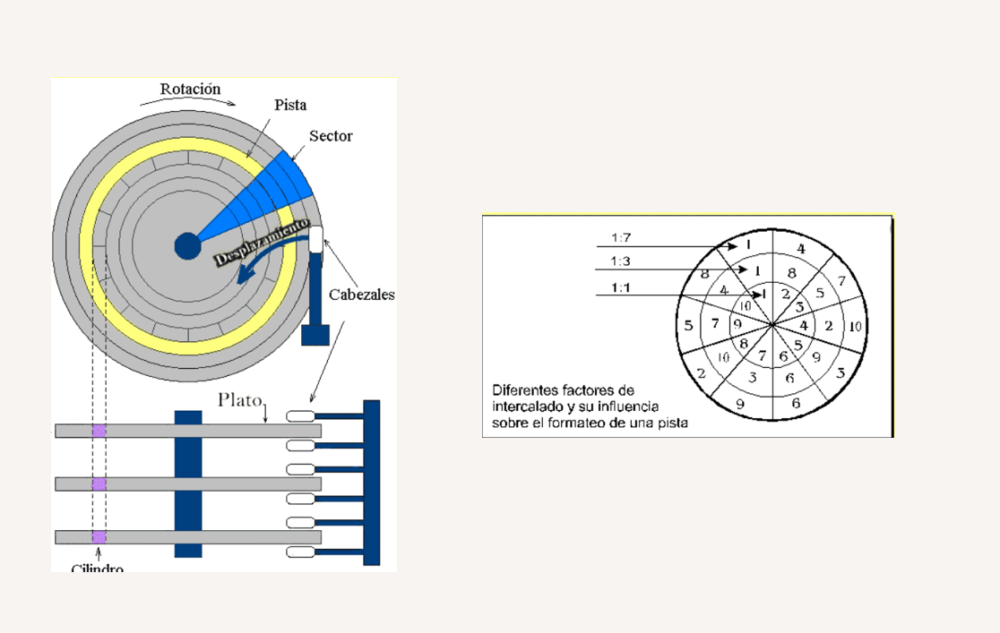 Rotación
Pista
Sector
Desplazamiento
Cabezales
Plato
Cilindro
1:7
1 4
1:3
8 1 8 7
1:1
4 1 2 5
10 3
5 7 9 4 2 10
8 5
2 10 7 6 9 3
3 6
9 6
Diferentes factores de
intercalado y su influencia
sobre el formateo de una pista